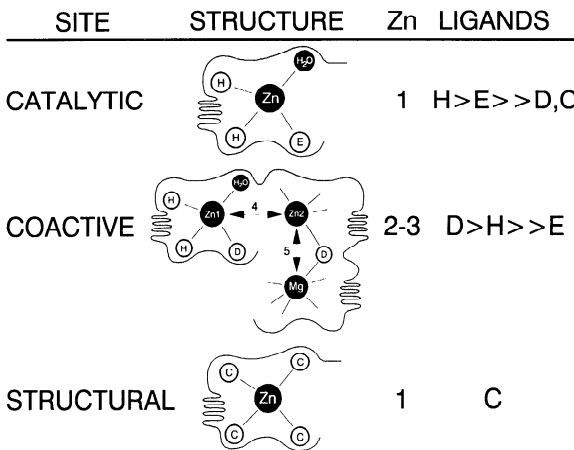 SITE STRUCTURE Zn LIGANDS
H₂O
H
Zn
CATALYTIC 1 H>E>>D,C
H E
H₂O
H
Zn1 4 Zn2
COACTIVE 2-3 D>H>>E
H D D
5
Mg
C C
Zn
STRUCTURAL 1 C
C C